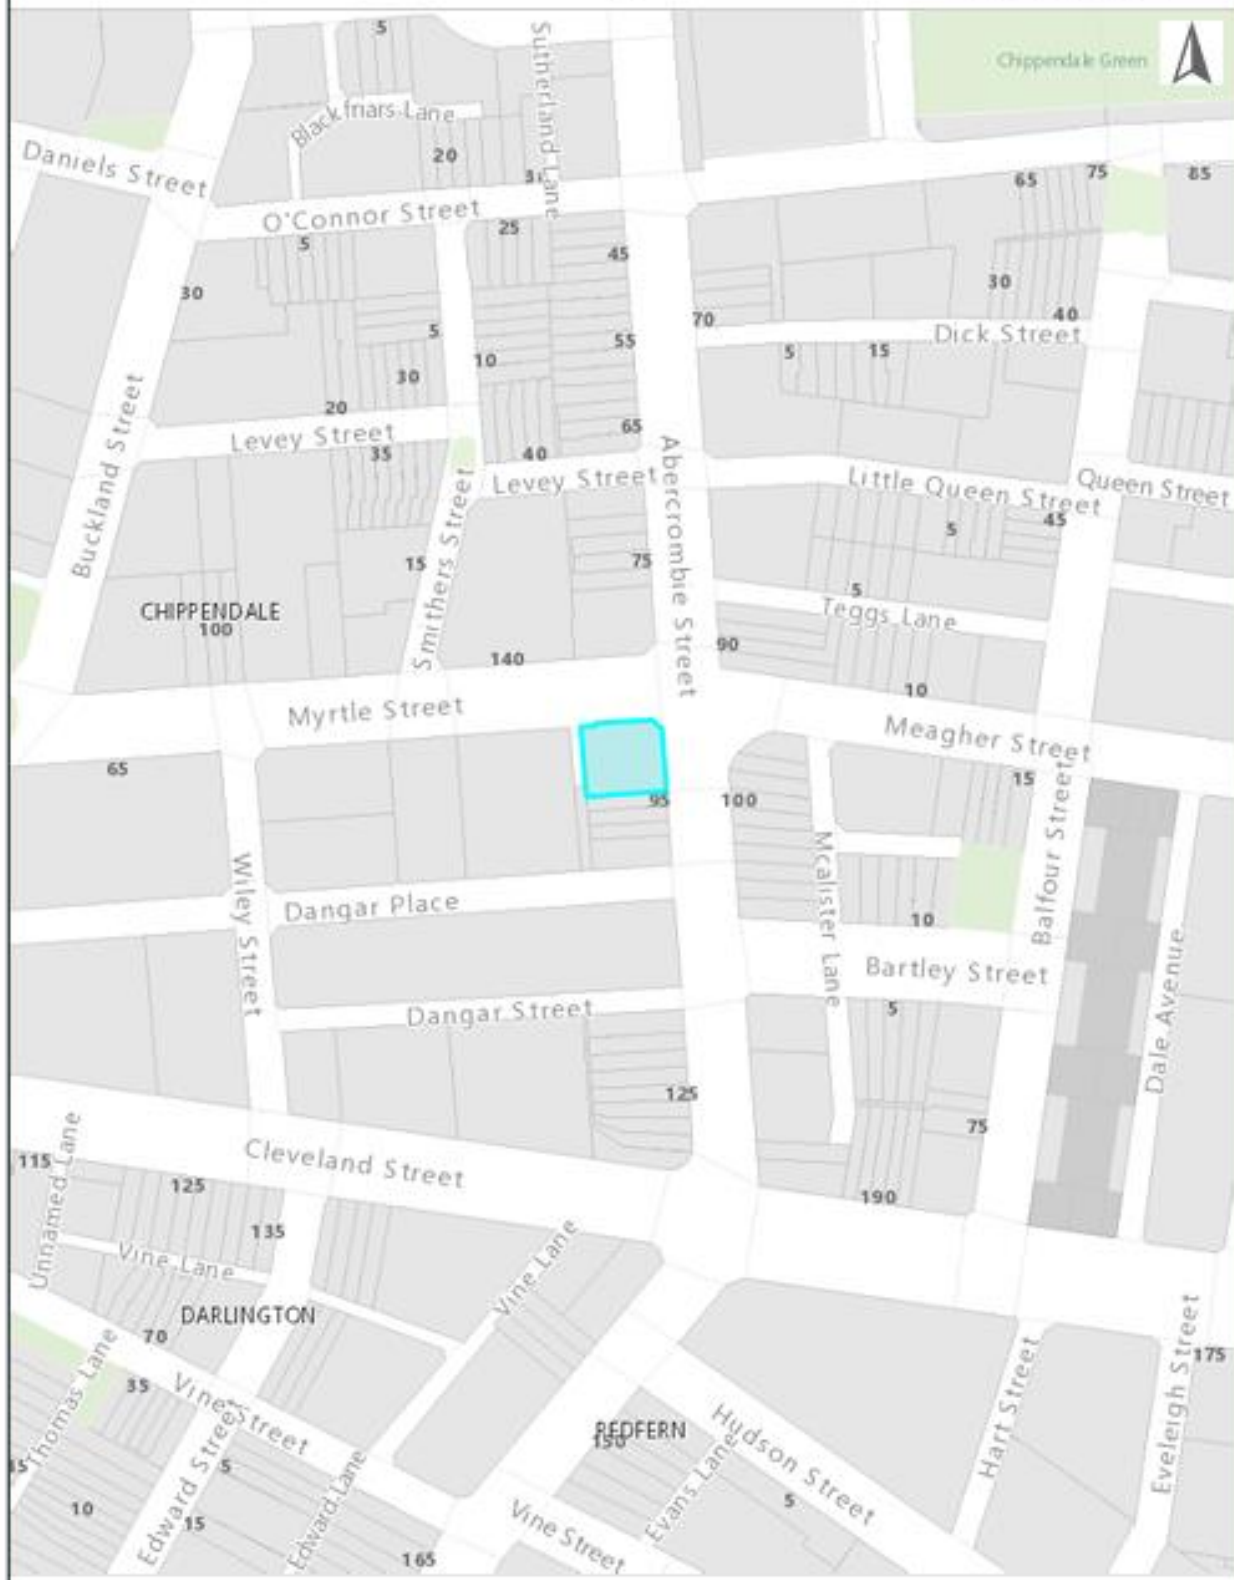 5
Sutherland Lane
Chippendale Green
Blackfriars Lane
Daniels Street
20
65
75
85
O'Connor Street
25
5
45
30
30
70
40
5
55
Dick Street
10
5
15
30
20
65
Levey Street
35
40
Buckland Street
Levey Street
Abercrombie Street
Little Queen Street
Queen Street
45
5
Smithers Street
15
75
5
CHIPPENDALE
100
Teggs Lane
140
90
10
Myrtle Street
Meagher Street
65
15
95
100
Balfour Street
Mcalister Lane
Wiley Street
Dangar Place
10
Bartley Street
Dale Avenue
Dangar Street
5
125
75
Cleveland Street
Unnamed Lane
115
125
190
135
Vine Lane
Vine Lane
DARLINGTON
70
Eveleigh Street
175
Thomas Lane
35
Vine Street
Hart Street
REDFERN
150
Hudson Street
Edward Street
5
Evans Lane
10
15
Edward Lane
5
Vine Street
165